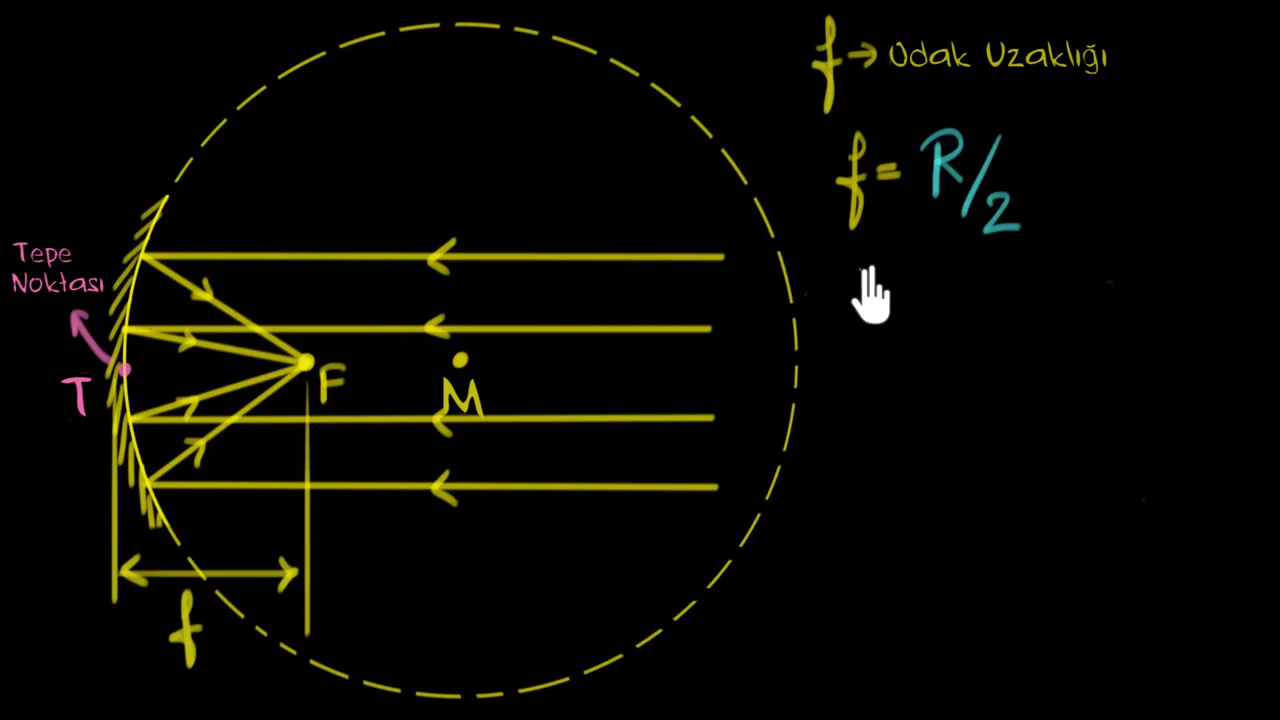 f → Odak Uzaklığı
f = R/2
Tepe
Noktası
T
F
M
f